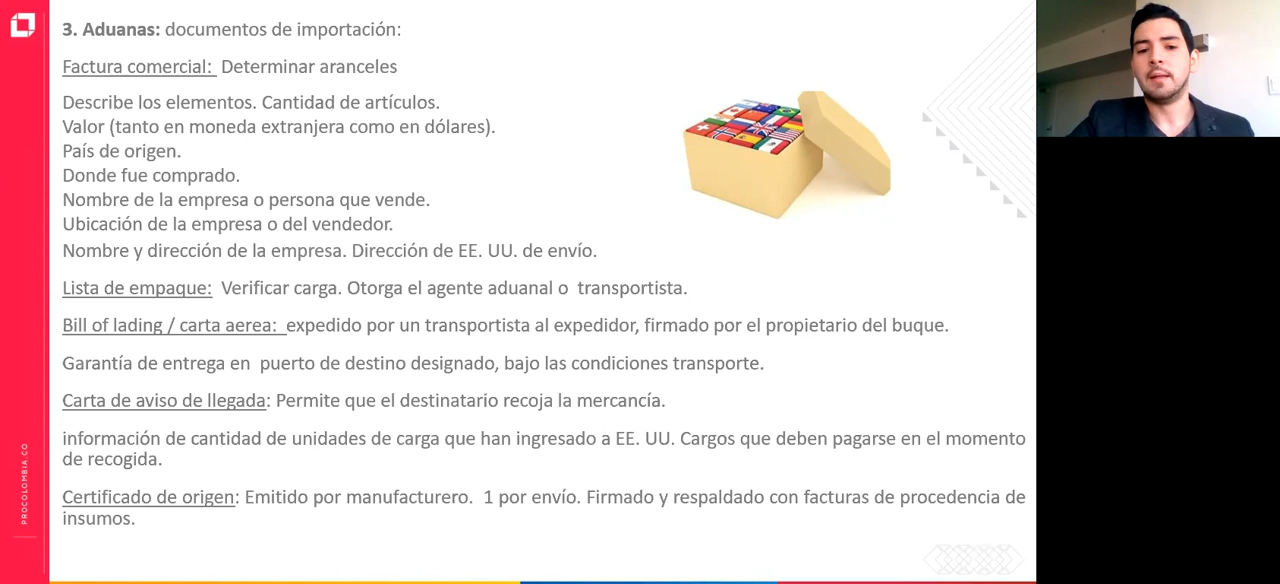 3. Aduanas: documentos de importación:
Factura comercial: Determinar aranceles
Describe los elementos. Cantidad de artículos.
Valor (tanto en moneda extranjera como en dólares).
País de origen.
Donde fue comprado.
Nombre de la empresa o persona que vende.
Ubicación de la empresa o del vendedor.
Nombre y dirección de la empresa. Dirección de EE. UU. de envío.
Lista de empaque: Verificar carga. Otorga el agente aduanal o transportista.
Bill of lading / carta aerea: expedido por un transportista al expedidor, firmado por el propietario del buque.
Garantía de entrega en puerto de destino designado, bajo las condiciones transporte.
Carta de aviso de llegada: Permite que el destinatario recoja la mercancía.
información de cantidad de unidades de carga que han ingresado a EE. UU. Cargos que deben pagarse en el momento
de recogida.
Certificado de origen: Emitido por manufacturero. 1 por envío. Firmado y respaldado con facturas de procedencia de
insumos.
PROCOLOMBIA.CO